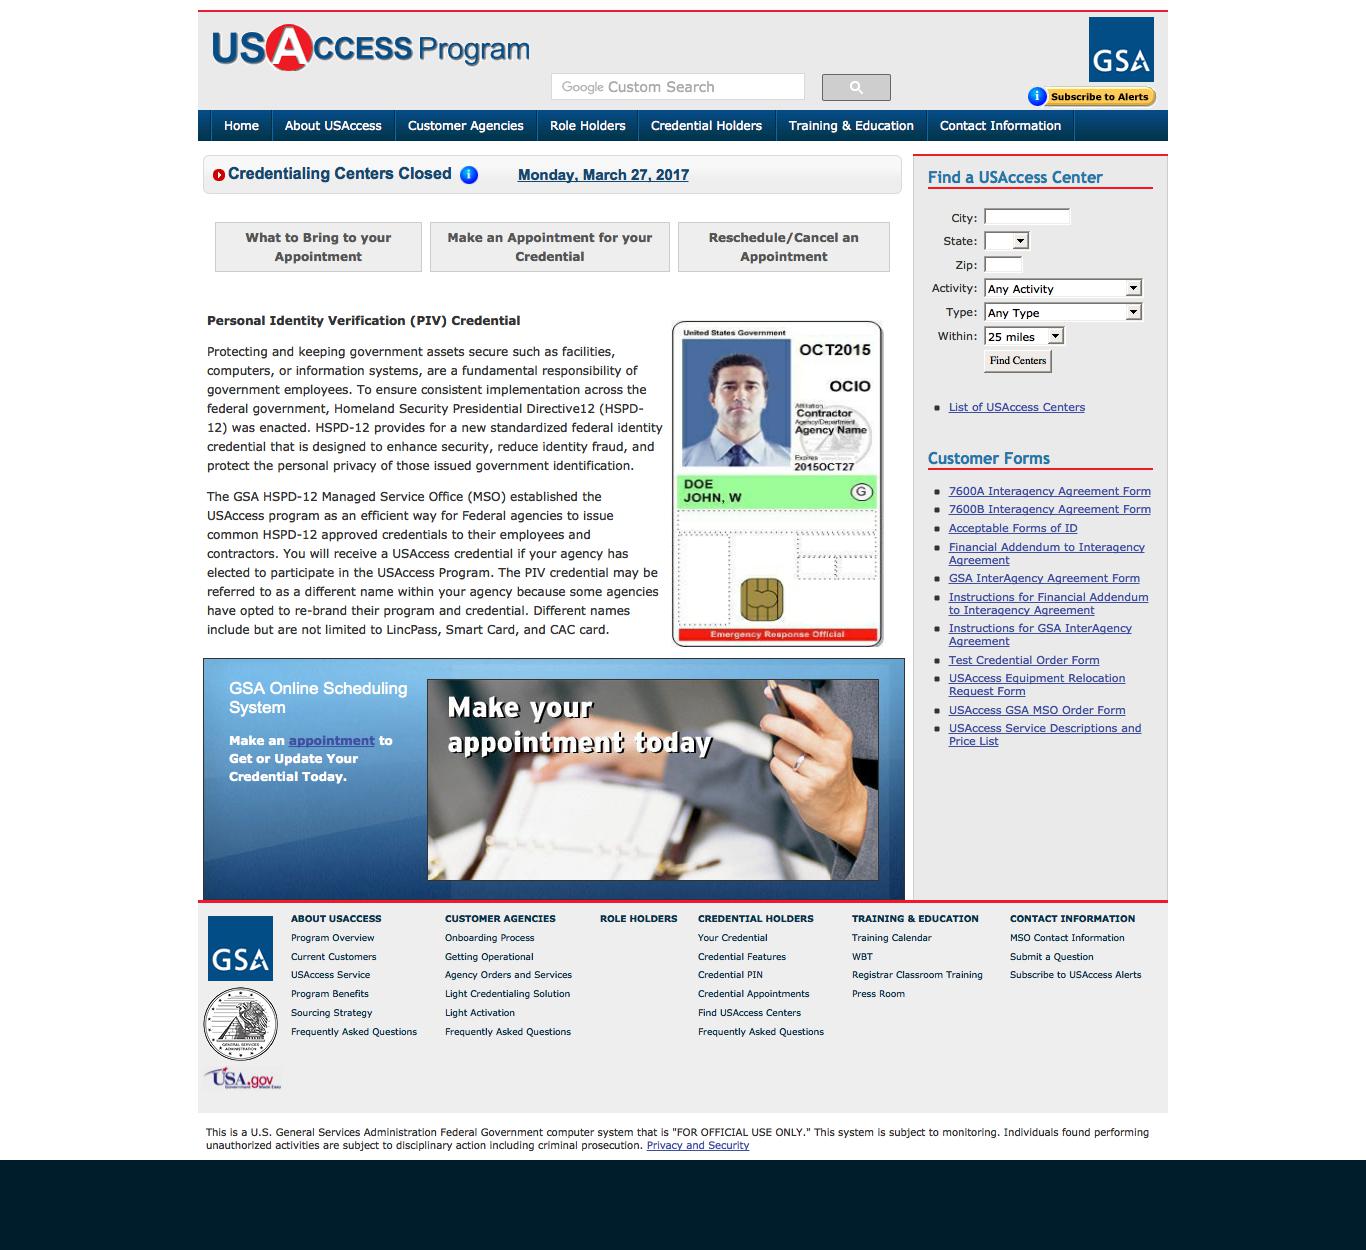 USACCESS Program
GSA
Google Custom Search
i Subscribe to Alerts
Home
About USAccess
Customer Agencies
Role Holders
Credential Holders
Training & Education
Contact Information
Credentialing Centers Closed i
Monday, March 27, 2017
What to Bring to your
Appointment
Make an Appointment for your
Credential
Reschedule/Cancel an
Appointment
Personal Identity Verification (PIV) Credential
Protecting and keeping government assets secure such as facilities,
computers, or information systems, are a fundamental responsibility of
government employees. To ensure consistent implementation across the
federal government, Homeland Security Presidential Directive12 (HSPD-
12) was enacted. HSPD-12 provides for a new standardized federal identity
credential that is designed to enhance security, reduce identity fraud, and
protect the personal privacy of those issued government identification.
The GSA HSPD-12 Managed Service Office (MSO) established the
USAccess program as an efficient way for Federal agencies to issue
common HSPD-12 approved credentials to their employees and
contractors. You will receive a USAccess credential if your agency has
elected to participate in the USAccess Program. The PIV credential may be
referred to as a different name within your agency because some agencies
have opted to re-brand their program and credential. Different names
include but are not limited to LincPass, Smart Card, and CAC card.
United States Government
OCT2015
OCIO
Affiliation
Contractor
Agency/Department
Agency Name
Expires
2015OCT27
DOE
JOHN, W
G
Emergency Response Official
GSA Online Scheduling
System
Make an appointment to
Get or Update Your
Credential Today.
Make your
appointment today
Find a USAccess Center
City:
State:
Zip:
Activity: Any Activity
Type: Any Type
Within: 25 miles
Find Centers
List of USAccess Centers
Customer Forms
7600A Interagency Agreement Form
7600B Interagency Agreement Form
Acceptable Forms of ID
Financial Addendum to Interagency
Agreement
GSA InterAgency Agreement Form
Instructions for Financial Addendum
to Interagency Agreement
Instructions for GSA InterAgency
Agreement
Test Credential Order Form
USAccess Equipment Relocation
Request Form
USAccess GSA MSO Order Form
USAccess Service Descriptions and
Price List
GSA
GENERAL SERVICES
ADMINISTRATION
USA.gov
Government Made Easy
ABOUT USACCESS
Program Overview
Current Customers
USAccess Service
Program Benefits
Sourcing Strategy
Frequently Asked Questions
CUSTOMER AGENCIES
Onboarding Process
Getting Operational
Agency Orders and Services
Light Credentialing Solution
Light Activation
Frequently Asked Questions
ROLE HOLDERS
CREDENTIAL HOLDERS
Your Credential
Credential Features
Credential PIN
Credential Appointments
Find USAccess Centers
Frequently Asked Questions
TRAINING & EDUCATION
Training Calendar
WBT
Registrar Classroom Training
Press Room
CONTACT INFORMATION
MSO Contact Information
Submit a Question
Subscribe to USAccess Alerts
This is a U.S. General Services Administration Federal Government computer system that is "FOR OFFICIAL USE ONLY." This system is subject to monitoring. Individuals found performing
unauthorized activities are subject to disciplinary action including criminal prosecution. Privacy and Security